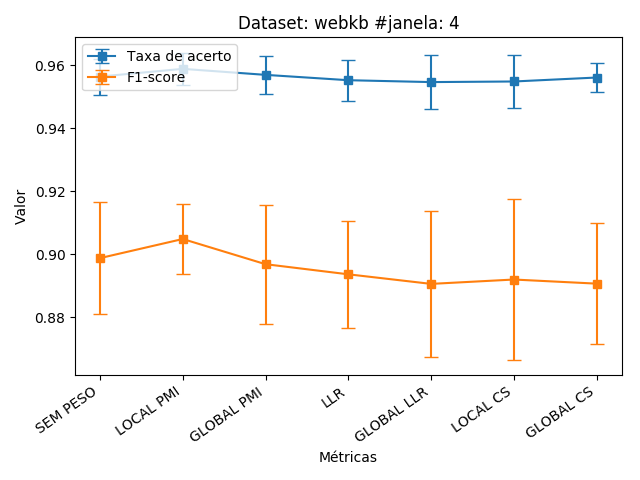 Dataset: webkb #janela: 4
Taxa de acerto
F1-score
Valor
0.96
0.94
0.92
0.90
0.88
SEM PESO
LOCAL PMI
GLOBAL PMI
LLR
GLOBAL LLR
LOCAL CS
GLOBAL CS
Métricas